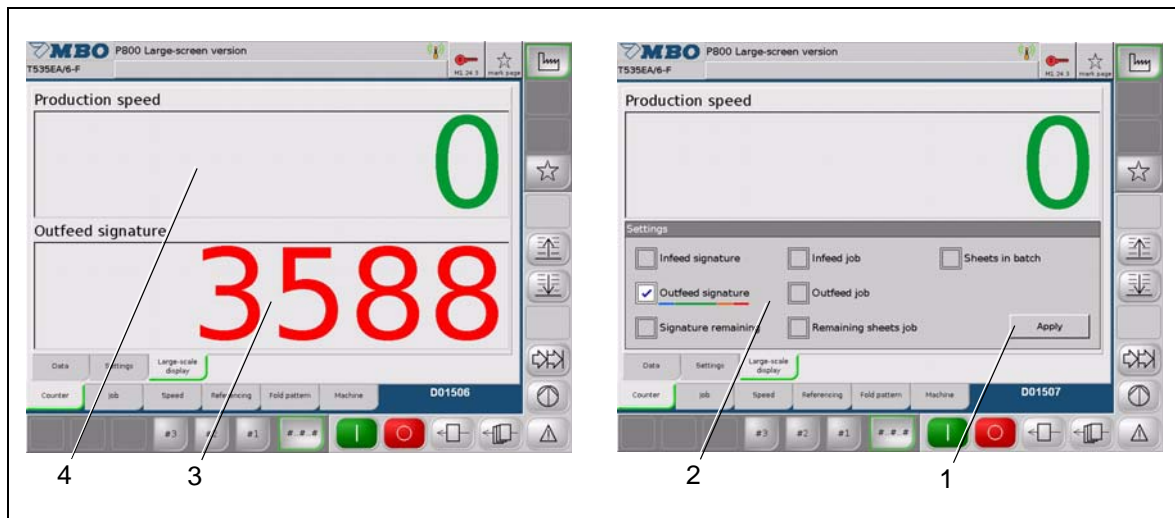 MBO P800 Large-screen version
T535EA/6-F
M1.24.3 mark page
Production speed
0
Outfeed signature
3588
Data Settings Large-scale display
Counter Job Speed Referencing Fold pattern Machine D01506
#3 #2 #1 #..#..#
4 3
MBO P800 Large-screen version
T535EA/6-F
M1.24.3 mark page
Production speed
0
Settings
Infeed signature Infeed job Sheets in batch
Outfeed signature Outfeed job
Signature remaining Remaining sheets job Apply
Data Settings Large-scale display
Counter Job Speed Referencing Fold pattern Machine D01507
#3 #2 #1 #..#..#
2 1